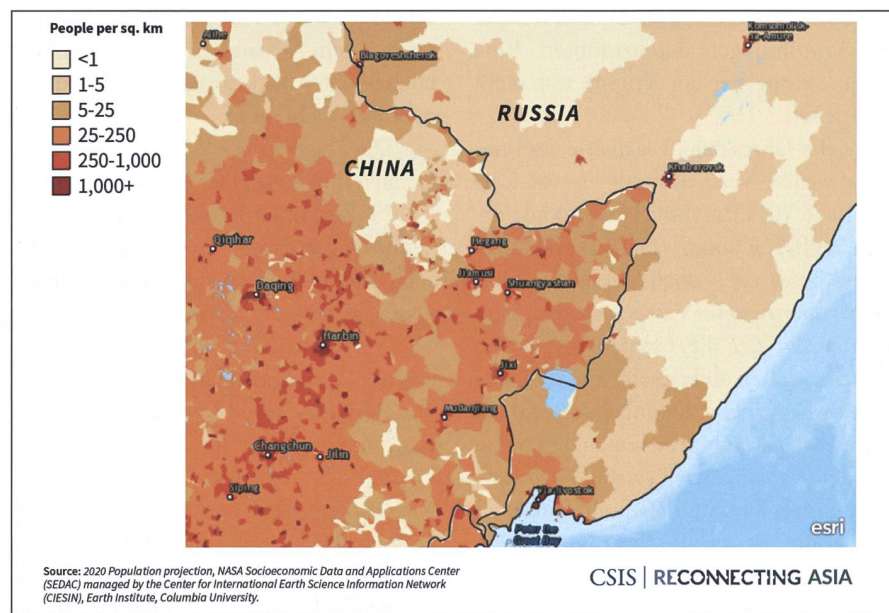 People per sq. km
<1
1-5
5-25
25-250
250-1,000
1,000+
Blagoveshchensk
Komsomol'sk-
na-Amure
RUSSIA
CHINA
Khabarovsk
Qiqihar
Hegang
Jiamusi
Shuangyashan
Daqing
Harbin
Jixi
Mudanjiang
Changchun
Jilin
Siping
Vladivostok
Peter the
Great Bay
esri
Source: 2020 Population projection, NASA Socioeconomic Data and Applications Center
(SEDAC) managed by the Center for International Earth Science Information Network
(CIESIN), Earth Institute, Columbia University.
CSIS | RECONNECTING ASIA